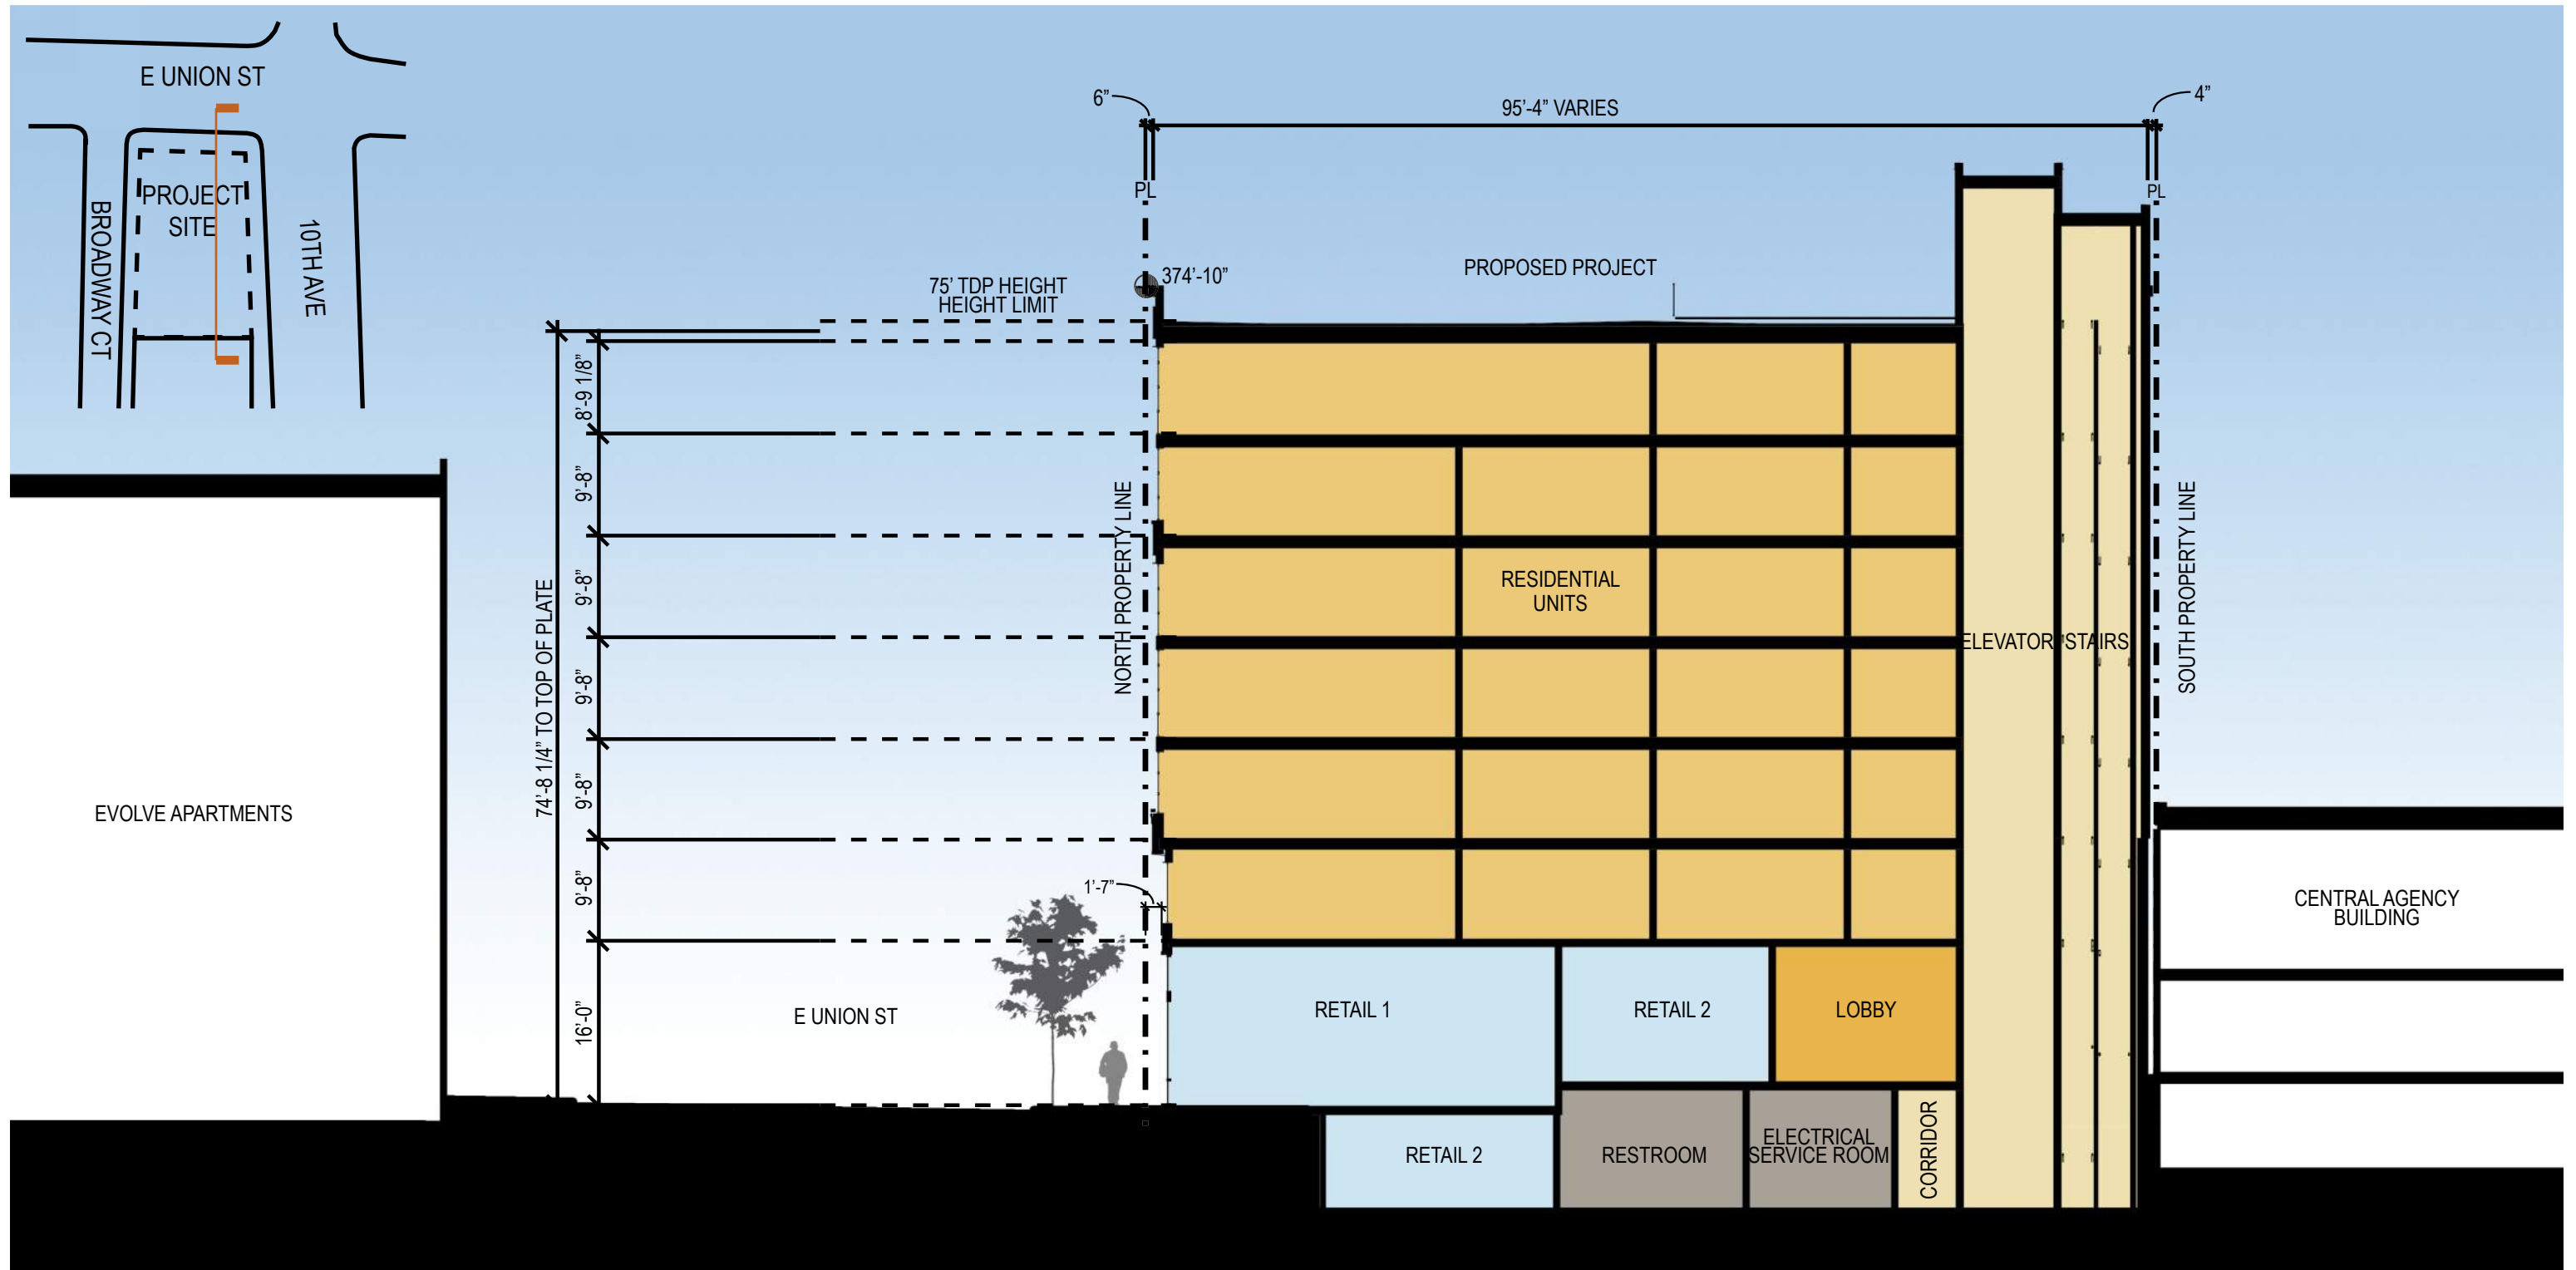 E UNION ST
PROJECT
SITE
BROADWAY CT
10TH AVE
6”
95’-4” VARIES
4”
PL
PL
374’-10”
75’ TDP HEIGHT
HEIGHT LIMIT
PROPOSED PROJECT
8’-9 1/8”
9’-8”
9’-8”
9’-8”
9’-8”
9’-8”
16’-0”
74’-8 1/4” TO TOP OF PLATE
NORTH PROPERTY LINE
SOUTH PROPERTY LINE
RESIDENTIAL
UNITS
ELEVATOR
STAIRS
EVOLVE APARTMENTS
1’-7”
CENTRAL AGENCY
BUILDING
E UNION ST
RETAIL 1
RETAIL 2
LOBBY
RETAIL 2
RESTROOM
ELECTRICAL
SERVICE ROOM
CORRIDOR